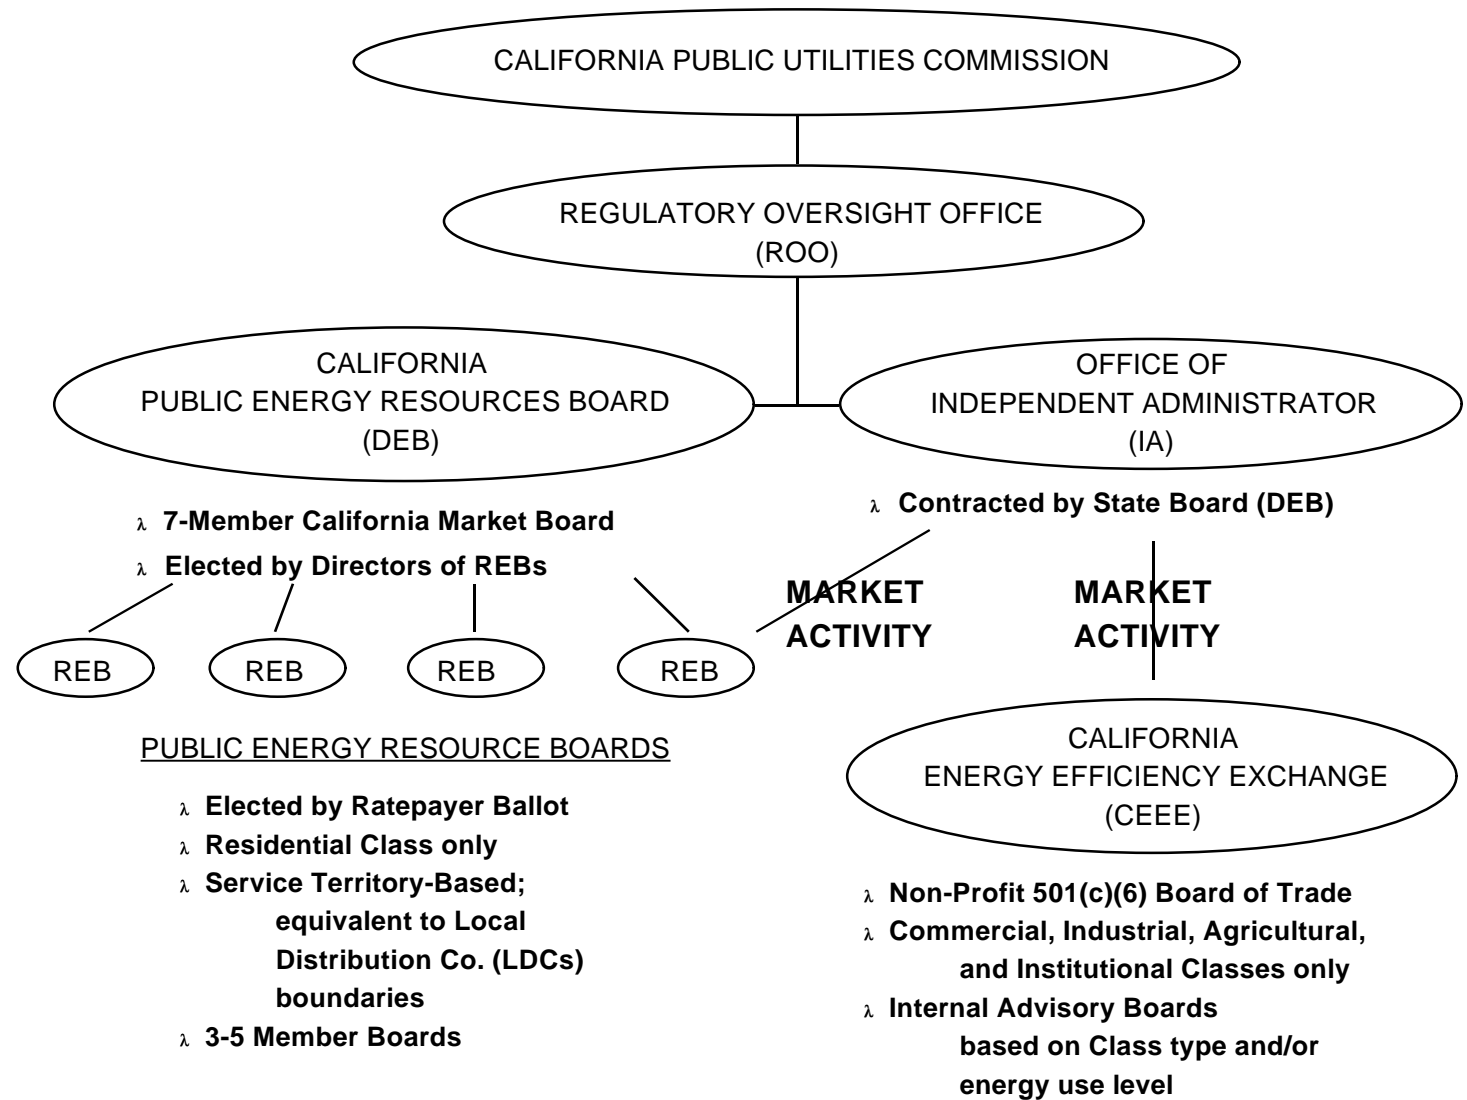 CALIFORNIA PUBLIC UTILITIES COMMISSION
REGULATORY OVERSIGHT OFFICE
(ROO)
CALIFORNIA
PUBLIC ENERGY RESOURCES BOARD
(DEB)
OFFICE OF
INDEPENDENT ADMINISTRATOR
(IA)
λ 7-Member California Market Board
λ Elected by Directors of REBs
λ Contracted by State Board (DEB)
MARKET
ACTIVITY
MARKET
ACTIVITY
REB
REB
REB
REB
PUBLIC ENERGY RESOURCE BOARDS
λ Elected by Ratepayer Ballot
λ Residential Class only
λ Service Territory-Based;
equivalent to Local
Distribution Co. (LDCs)
boundaries
λ 3-5 Member Boards
CALIFORNIA
ENERGY EFFICIENCY EXCHANGE
(CEEE)
λ Non-Profit 501(c)(6) Board of Trade
λ Commercial, Industrial, Agricultural,
and Institutional Classes only
λ Internal Advisory Boards
based on Class type and/or
energy use level